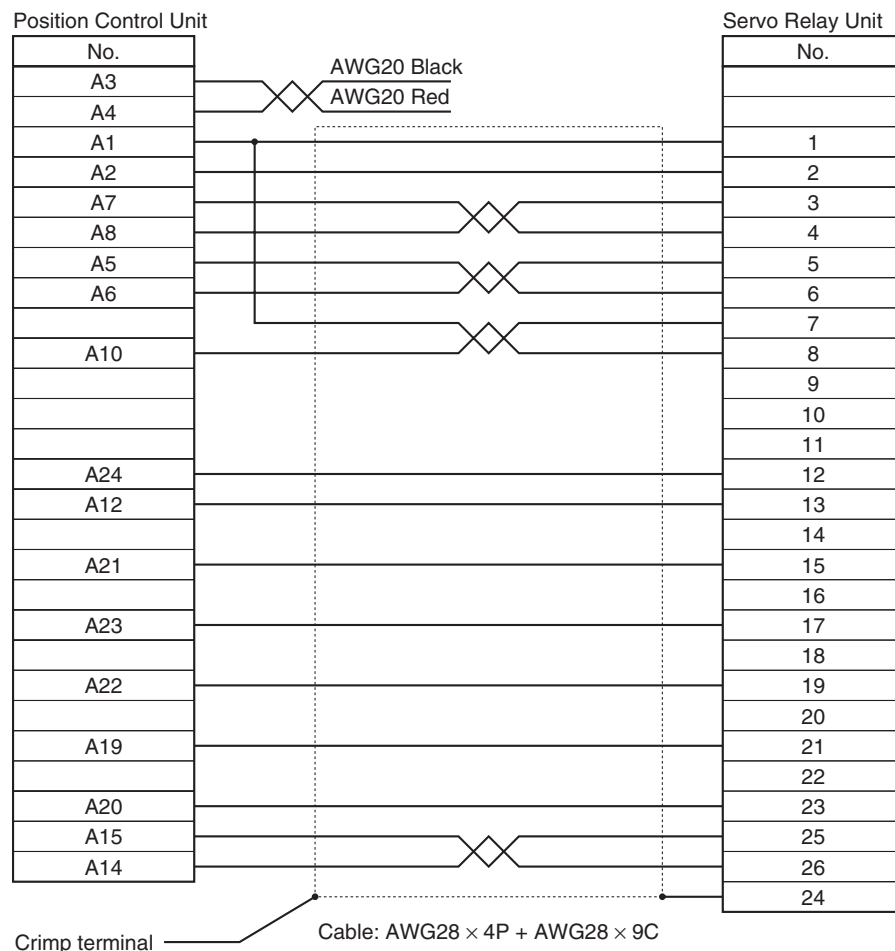 Position Control Unit Servo Relay Unit
No. No.
A3 AWG20 Black
A4 AWG20 Red
A1 1
A2 2
A7 3
A8 4
A5 5
A6 6
7
A10 8
9
10
11
A24 12
A12 13
14
A21 15
16
A23 17
18
A22 19
20
A19 21
22
A20 23
A15 25
A14 26
24
Crimp terminal Cable: AWG28 × 4P + AWG28 × 9C